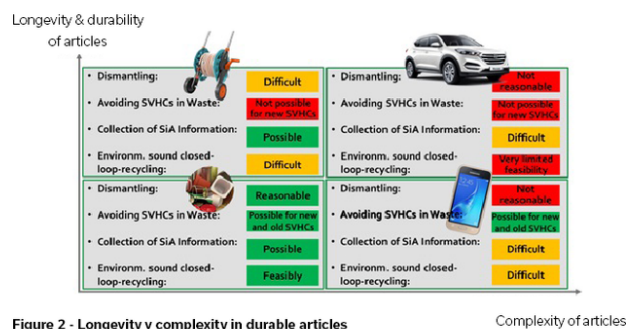 Longevity & durability
of articles
• Dismantling:
Difficult
• Avoiding SVHCs in Waste:
Not possible
for new SVHCs
• Collection of SiA Information:
Possible
• Environm. sound closed-
loop-recycling:
Difficult
• Dismantling:
Not
reasonable
• Avoiding SVHCs in Waste:
Not possible
for new SVHCs
• Collection of SiA Information:
Difficult
• Environm. sound closed-
loop-recycling:
Very limited
feasibility
• Dismantling:
Reasonable
• Avoiding SVHCs in Waste:
Possible for new
and old SVHCs
• Collection of SiA Information:
Possible
• Environm. sound closed-
loop-recycling:
Feasibly
• Dismantling:
Not
reasonable
• Avoiding SVHCs in Waste:
Possible for new
and old SVHCs
• Collection of SiA Information:
Difficult
• Environm. sound closed-
loop-recycling:
Difficult
Complexity of articles
Figure 2 - Longevity v complexity in durable articles